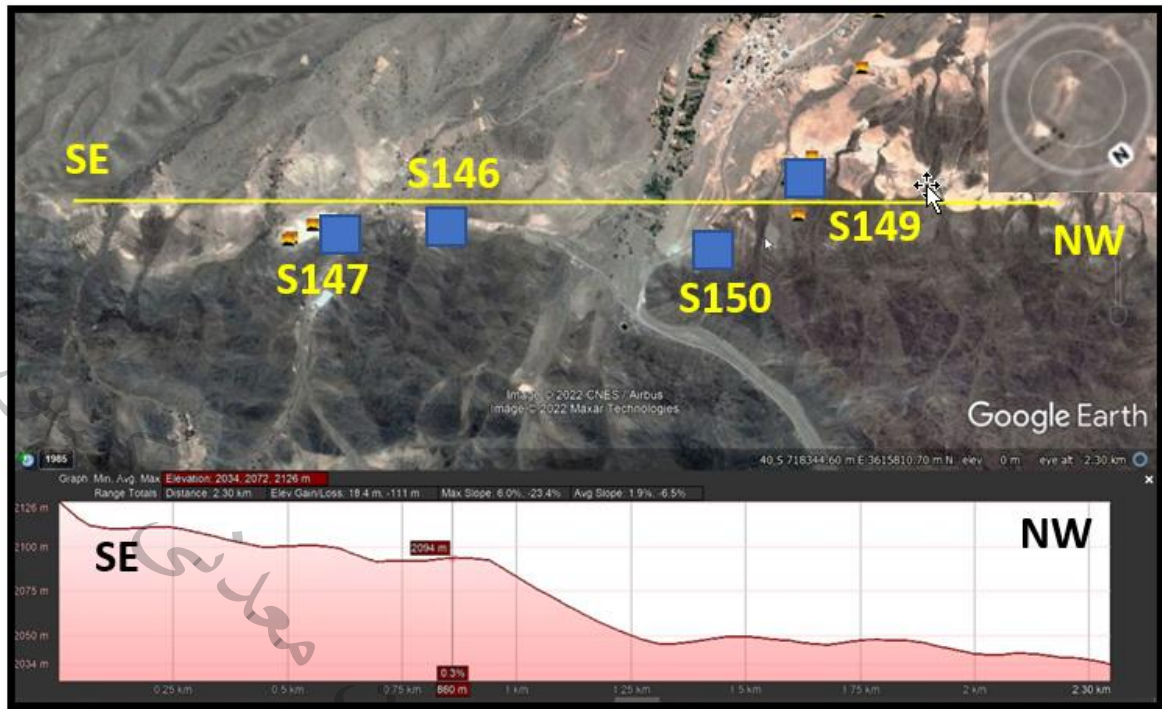 SE
S146
S147
S149
S150
NW
N
Image © 2022 CNES / Airbus
Image © 2022 Maxar Technologies
Google Earth
1985
40 S 718344.60 m E 3615810.70 m N elev 0 m eye alt 2.30 km
Graph Min, Avg, Max Elevation: 2034, 2072, 2126 m
Range Totals Distance: 2.30 km Elev Gain/Loss: 18.4 m, -111 m Max Slope: 6.0%, -23.4% Avg Slope: 1.9%, -6.5%
2126 m
2100 m
2075 m
2050 m
2034 m
SE
NW
2094 m
0.3%
0.25 km
0.5 km
0.75 km
860 m
1 km
1.25 km
1.5 km
1.75 km
2 km
2.30 km
معدنی